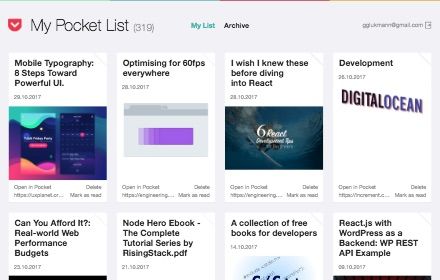 My Pocket List (319)
My List
Archive
gglukmann@gmail.com
Mobile Typography:
8 Steps Toward
Powerful UI.
29.10.2017
Open in Pocket
Delete
https://uxplanet.or...
Mark as read
Optimising for 60fps
everywhere
29.10.2017
Open in Pocket
Delete
https://engineering....
Mark as read
I wish I knew these
before diving
into React
28.10.2017
6 React
Development Tips
Open in Pocket
Delete
https://engineering....
Mark as read
Development
26.10.2017
DIGITALOCEAN
Open in Pocket
Delete
https://increment.c...
Mark as read
Can You Afford It?:
Real-world Web
Performance
Budgets
23.10.2017
Node Hero Ebook -
The Complete
Tutorial Series by
RisingStack.pdf
21.10.2017
A collection of free
books for developers
14.10.2017
React.js with
WordPress as a
Backend: WP REST
API Example
09.10.2017